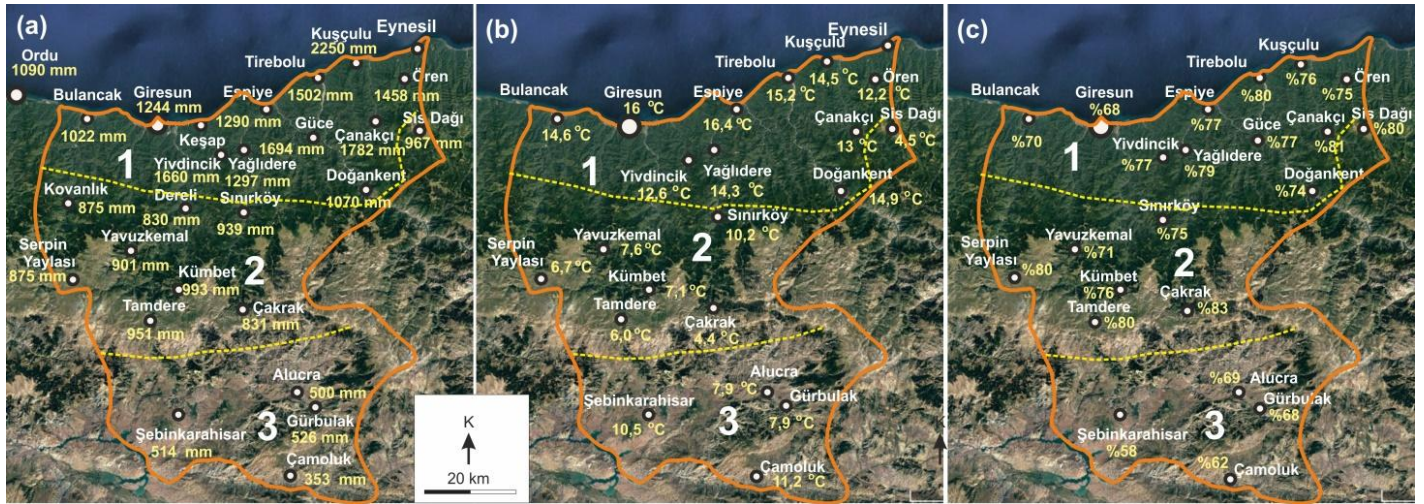 (a)
Ordu
1090 mm
Bulancak
1022 mm
Giresun
1244 mm
Keşap
Espiye
1290 mm
Tirebolu
1502 mm
Kuşçulu
2250 mm
Eynesil
Ören
1458 mm
Güce
1694 mm
Çanakçı
1782 mm
Sis Dağı
967 mm
1
Yivdincik
1660 mm
Yağlıdere
1297 mm
Doğankent
1070 mm
Kovanlık
875 mm
Dereli
830 mm
Sınırköy
939 mm
Serpin
Yaylası
875 mm
Yavuzkemal
901 mm
2
Kümbet
993 mm
Tamdere
951 mm
Çakrak
831 mm
Alucra
500 mm
Gürbulak
526 mm
3
Şebinkarahisar
514 mm
Çamoluk
353 mm
K
20 km
(b)
Bulancak
14,6 °C
Giresun
16 °C
Espiye
16,4 °C
Tirebolu
15,2 °C
Kuşçulu
14,5 °C
Eynesil
Ören
12,2 °C
Çanakçı
13 °C
Sis Dağı
4,5 °C
1
Yivdincik
12,6 °C
Yağlıdere
14,3 °C
Doğankent
14,9 °C
Sınırköy
10,2 °C
Serpin
Yaylası
6,7 °C
Yavuzkemal
7,6 °C
2
Kümbet
7,1 °C
Tamdere
6,0 °C
Çakrak
4,4 °C
Alucra
7,9 °C
Gürbulak
7,9 °C
3
Şebinkarahisar
10,5 °C
Çamoluk
11,2 °C
(c)
Bulancak
%70
Giresun
%68
Espiye
%77
Tirebolu
%80
Kuşçulu
%76
Ören
%75
Güce
%77
Çanakçı
%81
Sis Dağı
%80
1
Yivdincik
%77
Yağlıdere
%79
Doğankent
%74
Sınırköy
%75
Serpin
Yaylası
%80
Yavuzkemal
%71
2
Kümbet
%76
Tamdere
%80
Çakrak
%83
Alucra
%69
Gürbulak
%68
3
Şebinkarahisar
%58
Çamoluk
%62